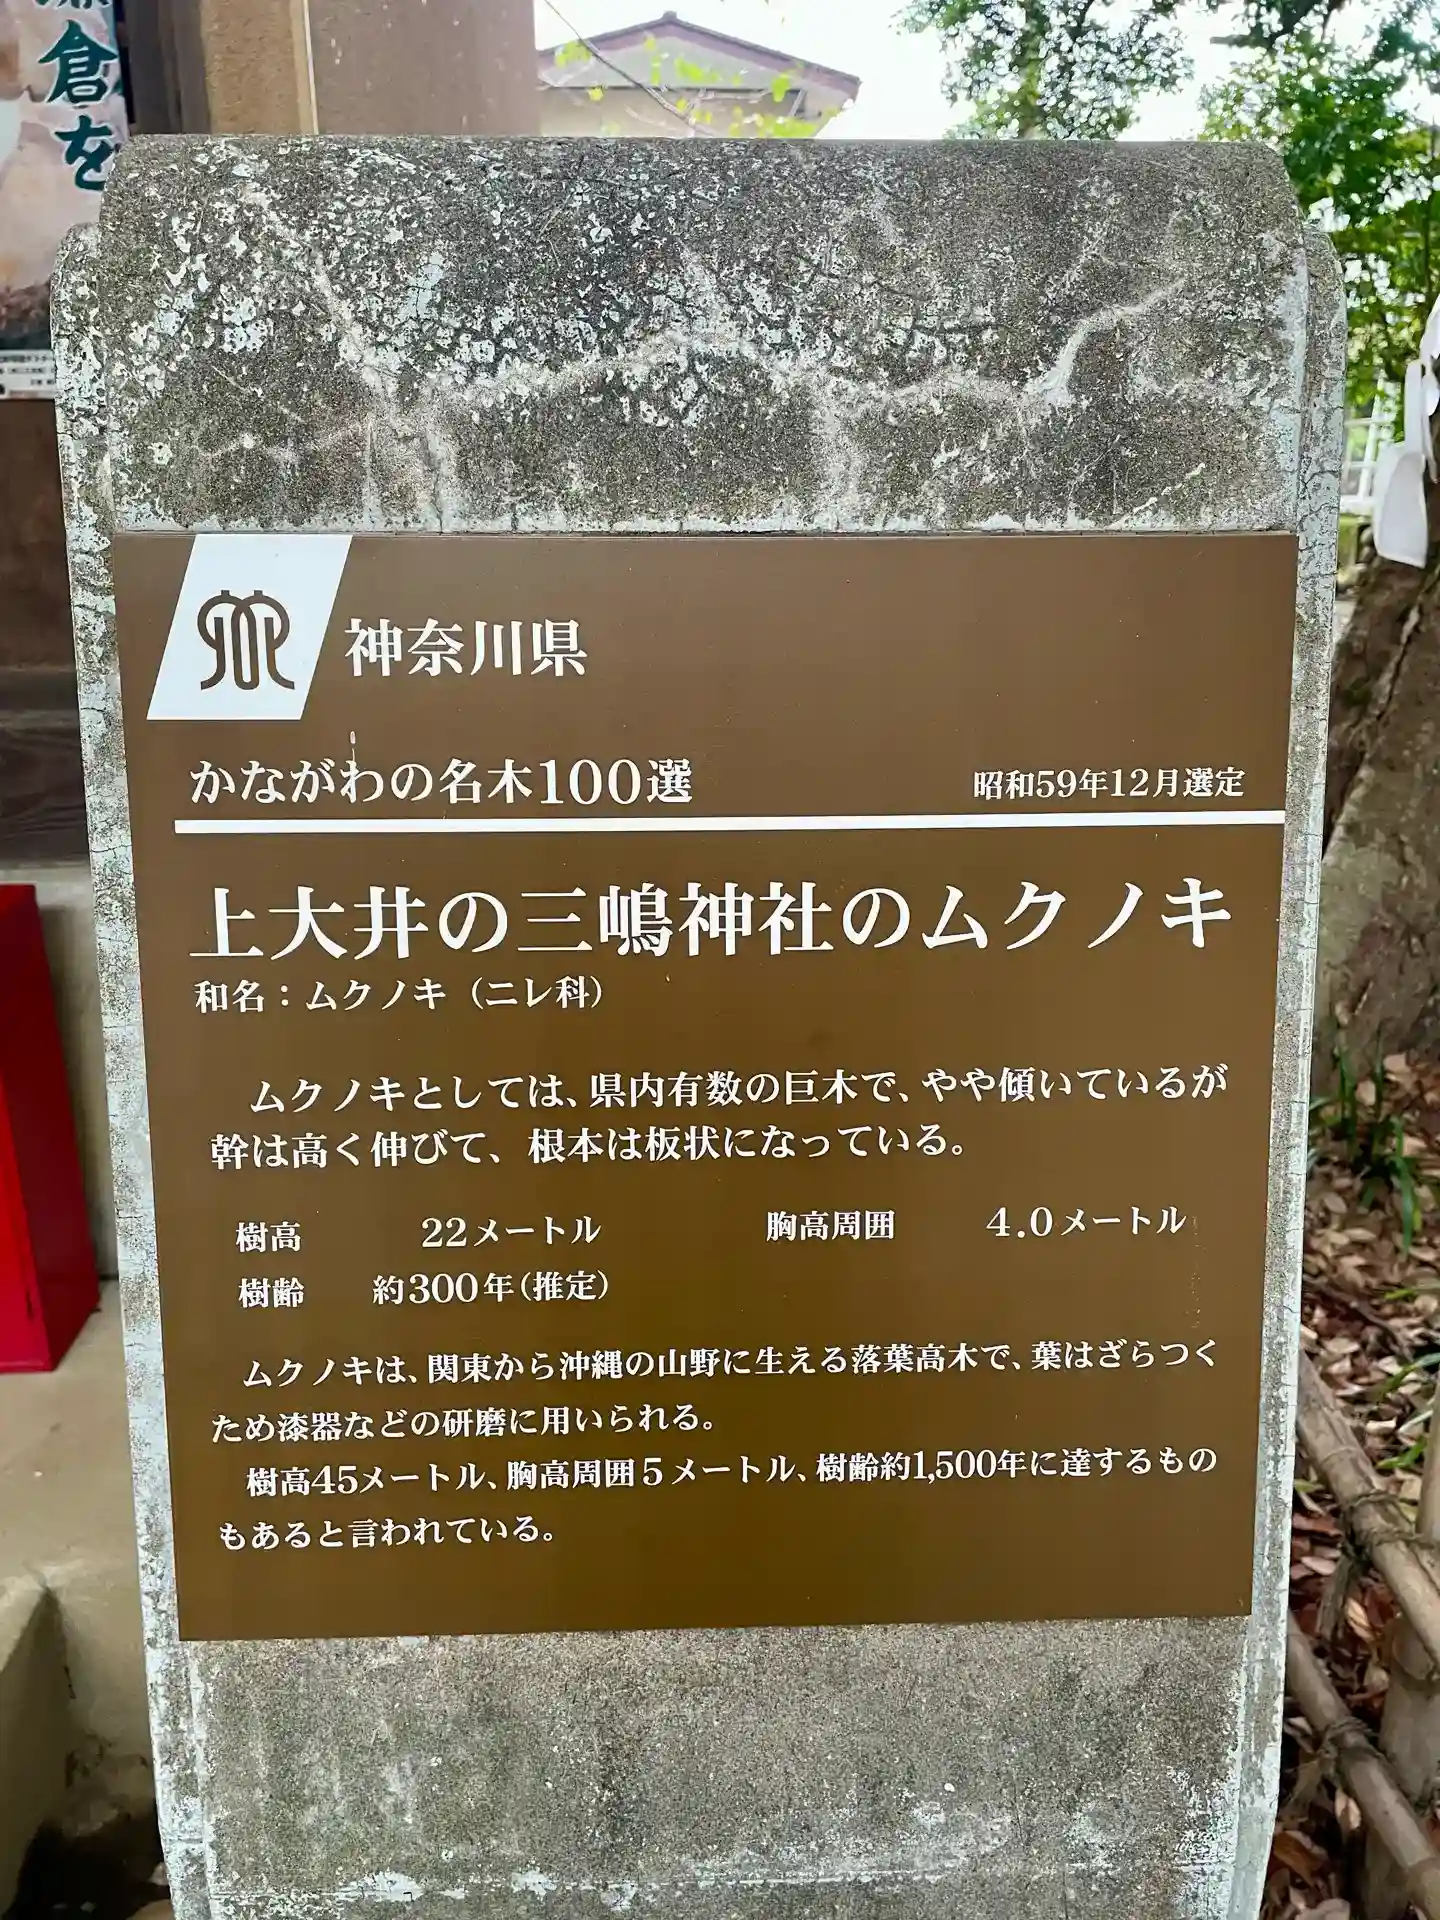 倉を
神奈川県
かながわの名木100選
昭和59年12月選定
上大井の三嶋神社のムクノキ
和名：ムクノキ（ニレ科）
ムクノキとしては、県内有数の巨木で、やや傾いているが
幹は高く伸びて、根本は板状になっている。
樹高 22メートル 胸高周囲 4.0メートル
樹齢 約300年（推定）
ムクノキは、関東から沖縄の山野に生える落葉高木で、葉はざらつく
ため漆器などの研磨に用いられる。
樹高45メートル、胸高周囲5メートル、樹齢約1,500年に達するもの
もあると言われている。